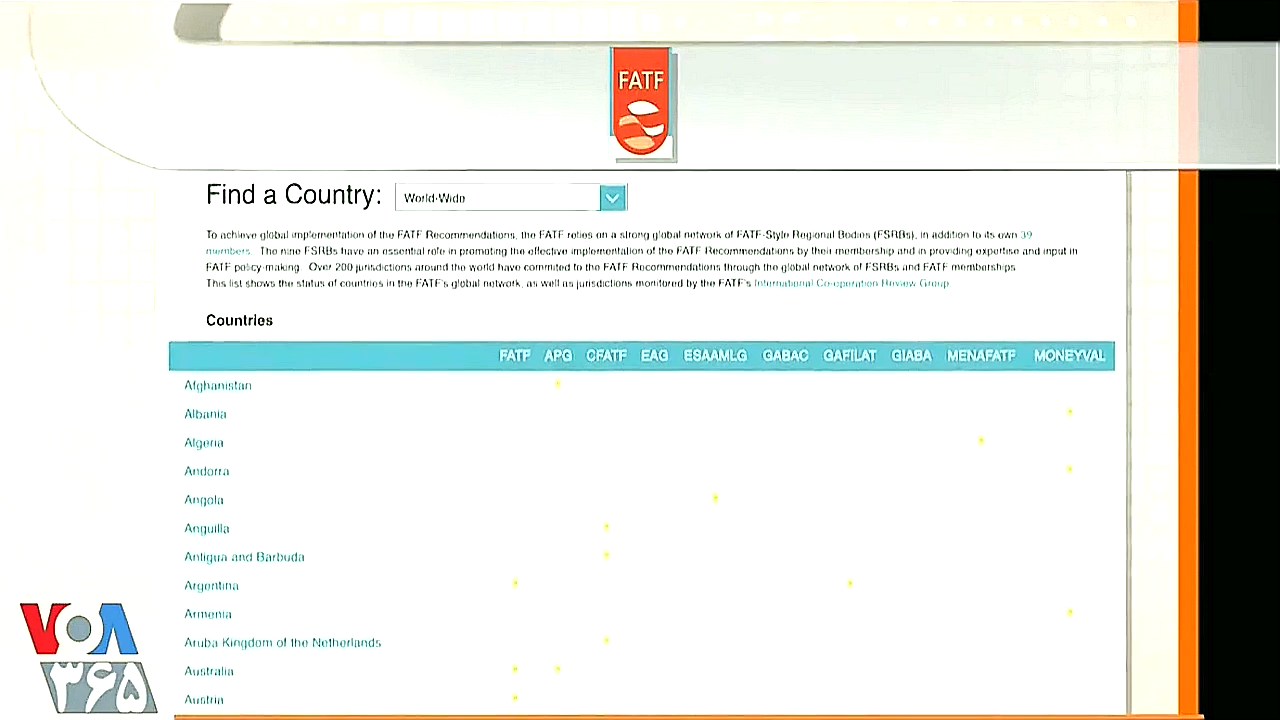 FATF
Find a Country: World-Wide
To achieve global implementation of the FATF Recommendations, the FATF relies on a strong global network of FATF-Style Regional Bodies (FSRBs), in addition to its own 39
members. The nine FSRBs have an essential role in promoting the effective implementation of the FATF Recommendations by their membership and in providing expertise and input in
FATF policy-making. Over 200 jurisdictions around the world have commited to the FATF Recommendations through the global network of FSRBs and FATF memberships.
This list shows the status of countries in the FATF's global network, as well as jurisdictions monitored by the FATF's International Co-operation Review Group
Countries
FATF APG CFATF EAG ESAAMLG GABAC GAFILAT GIABA MENAFATF MONEYVAL
Afghanistan
Albania
Algeria
Andorra
Angola
Anguilla
Antigua and Barbuda
Argentina
Armenia
Aruba Kingdom of the Netherlands
Australia
Austria
VOA
۳۶۵